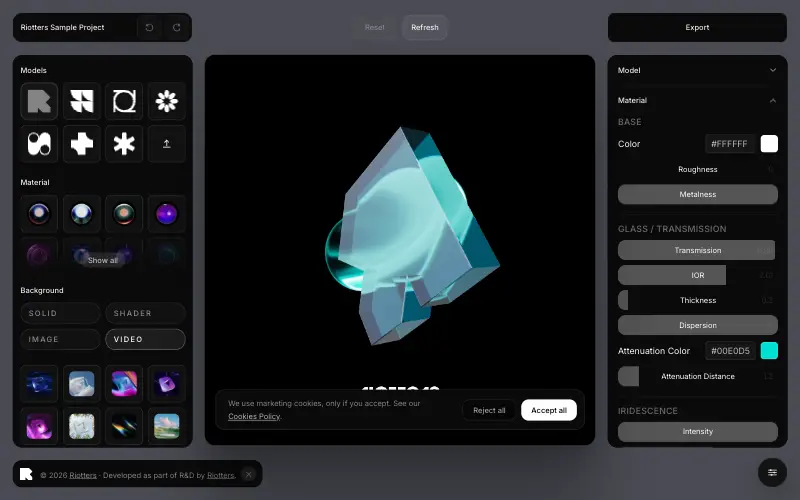 Riotters Sample Project
Reset
Refresh
Export
Models
Material
Show all
Background
SOLID
SHADER
IMAGE
VIDEO
Model
Material
BASE
Color
#FFFFFF
Roughness
Metalness
GLASS / TRANSMISSION
Transmission
IOR
Thickness
Dispersion
Attenuation Color
#00E0D5
Attenuation Distance
IRIDESCENCE
Intensity
We use marketing cookies, only if you accept. See our
Cookies Policy.
Reject all
Accept all
© 2026 Riotters · Developed as part of R&D by Riotters.